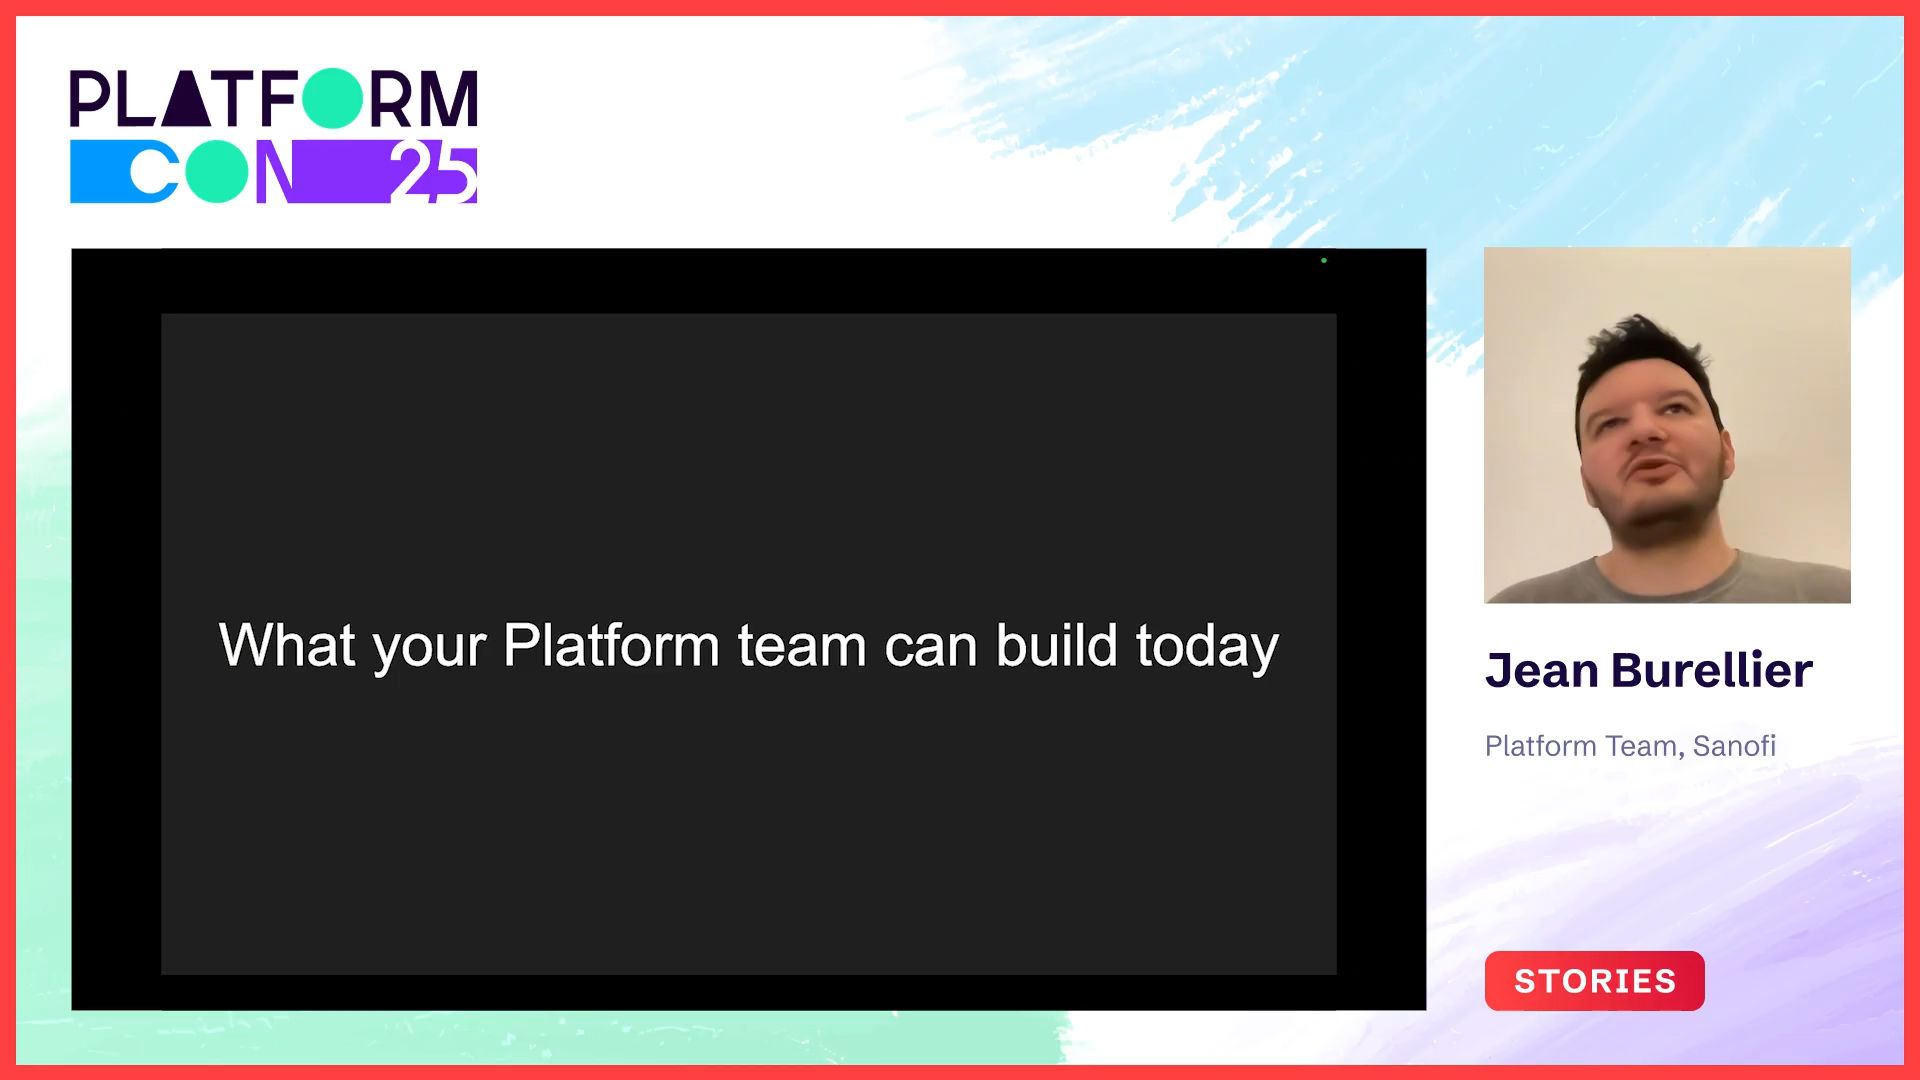 PLATFORM
CON 25
What your Platform team can build today
Jean Burellier
Platform Team, Sanofi
STORIES